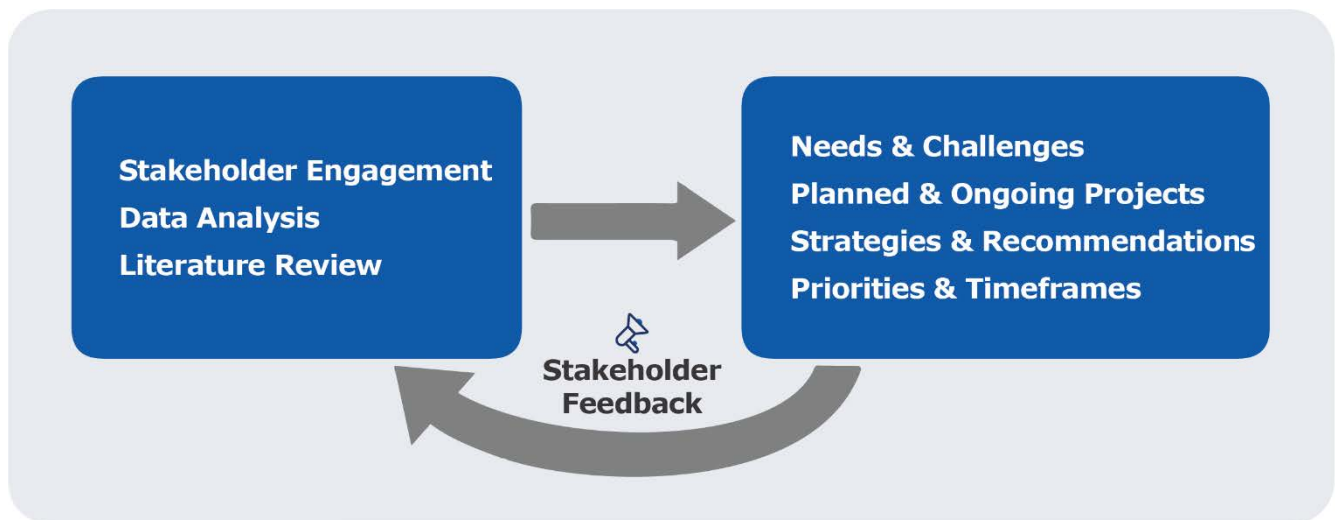 Stakeholder Engagement
Data Analysis
Literature Review
Needs & Challenges
Planned & Ongoing Projects
Strategies & Recommendations
Priorities & Timeframes
Stakeholder
Feedback